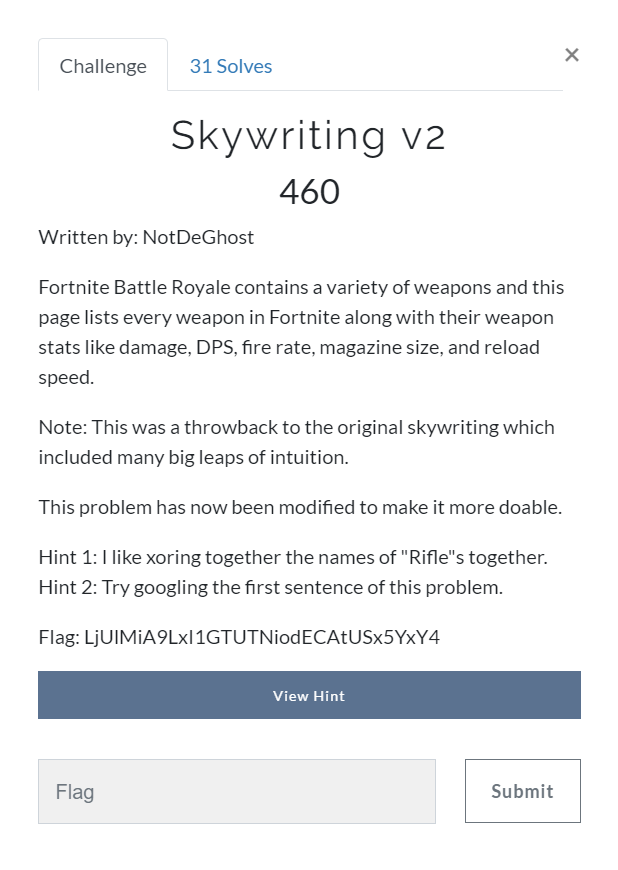 Challenge
31 Solves
×
Skywriting v2
460
Written by: NotDeGhost
Fortnite Battle Royale contains a variety of weapons and this
page lists every weapon in Fortnite along with their weapon
stats like damage, DPS, fire rate, magazine size, and reload
speed.
Note: This was a throwback to the original skywriting which
included many big leaps of intuition.
This problem has now been modified to make it more doable.
Hint 1: I like xoring together the names of "Rifle"s together.
Hint 2: Try googling the first sentence of this problem.
Flag: LjUlMiA9LxI1GTUTNiodECAtUSx5YxY4
View Hint
Flag
Submit